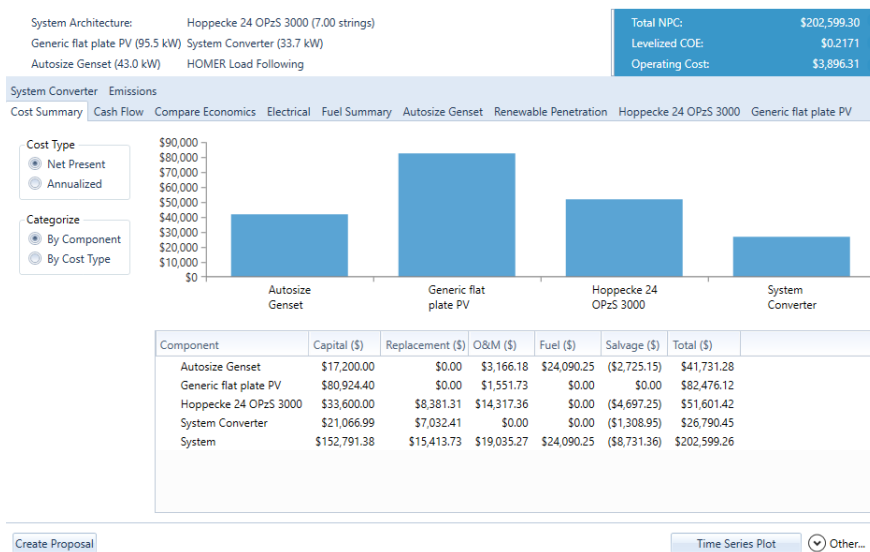 System Architecture: Hoppecke 24 OPzS 3000 (7.00 strings)
Generic flat plate PV (95.5 kW) System Converter (33.7 kW)
Autosize Genset (43.0 kW) HOMER Load Following
Total NPC: $202,599.30
Levelized COE: $0.2171
Operating Cost: $3,896.31
System Converter Emissions
Cost Summary Cash Flow Compare Economics Electrical Fuel Summary Autosize Genset Renewable Penetration Hoppecke 24 OPzS 3000 Generic flat plate PV
Cost Type
Net Present
Annualized
Categorize
By Component
By Cost Type
$90,000
$80,000
$70,000
$60,000
$50,000
$40,000
$30,000
$20,000
$10,000
$0
Autosize Genset
Generic flat plate PV
Hoppecke 24 OPzS 3000
System Converter
Component Capital ($) Replacement ($) O&M ($) Fuel ($) Salvage ($) Total ($)
Autosize Genset $17,200.00 $0.00 $3,166.18 $24,090.25 ($2,725.15) $41,731.28
Generic flat plate PV $80,924.40 $0.00 $1,551.73 $0.00 $0.00 $82,476.12
Hoppecke 24 OPzS 3000 $33,600.00 $8,381.31 $14,317.36 $0.00 ($4,697.25) $51,601.42
System Converter $21,066.99 $7,032.41 $0.00 $0.00 ($1,308.95) $26,790.45
System $152,791.38 $15,413.73 $19,035.27 $24,090.25 ($8,731.36) $202,599.26
Create Proposal
Time Series Plot
Other...